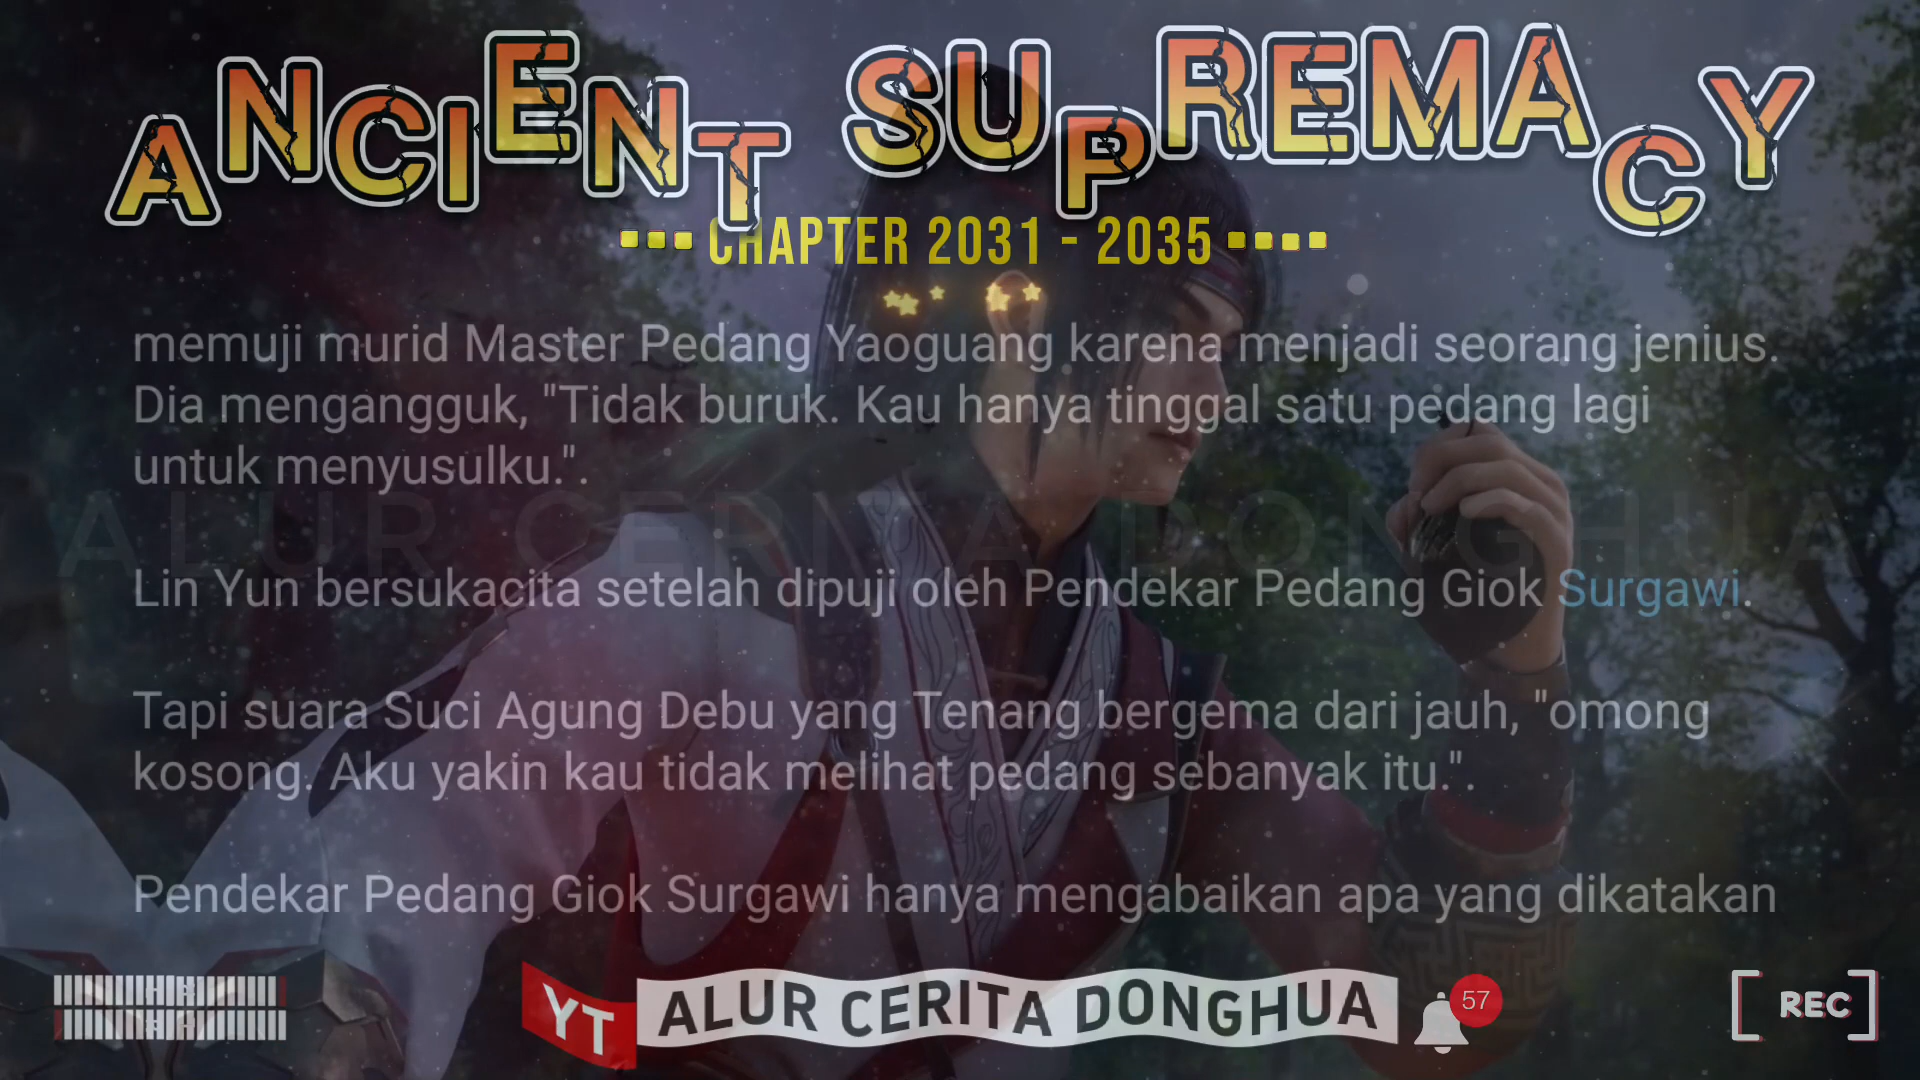 ANCIENT SUPREMACY
CHAPTER 2031 - 2035
memuji murid Master Pedang Yaoguang karena menjadi seorang jenius.
Dia mengangguk, "Tidak buruk. Kau hanya tinggal satu pedang lagi
untuk menyusulku.".
ALUR CERITA DONGHUA
Lin Yun bersukacita setelah dipuji oleh Pendekar Pedang Giok Surgawi.
Tapi suara Suci Agung Debu yang Tenang bergema dari jauh, "omong
kosong. Aku yakin kau tidak melihat pedang sebanyak itu.".
Pendekar Pedang Giok Surgawi hanya mengabaikan apa yang dikatakan
YT ALUR CERITA DONGHUA 57
REC